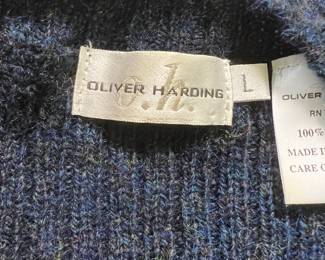 o.h.
OLIVER HARDING
L
OLIVER
RN
100%
MADE I
CARE O